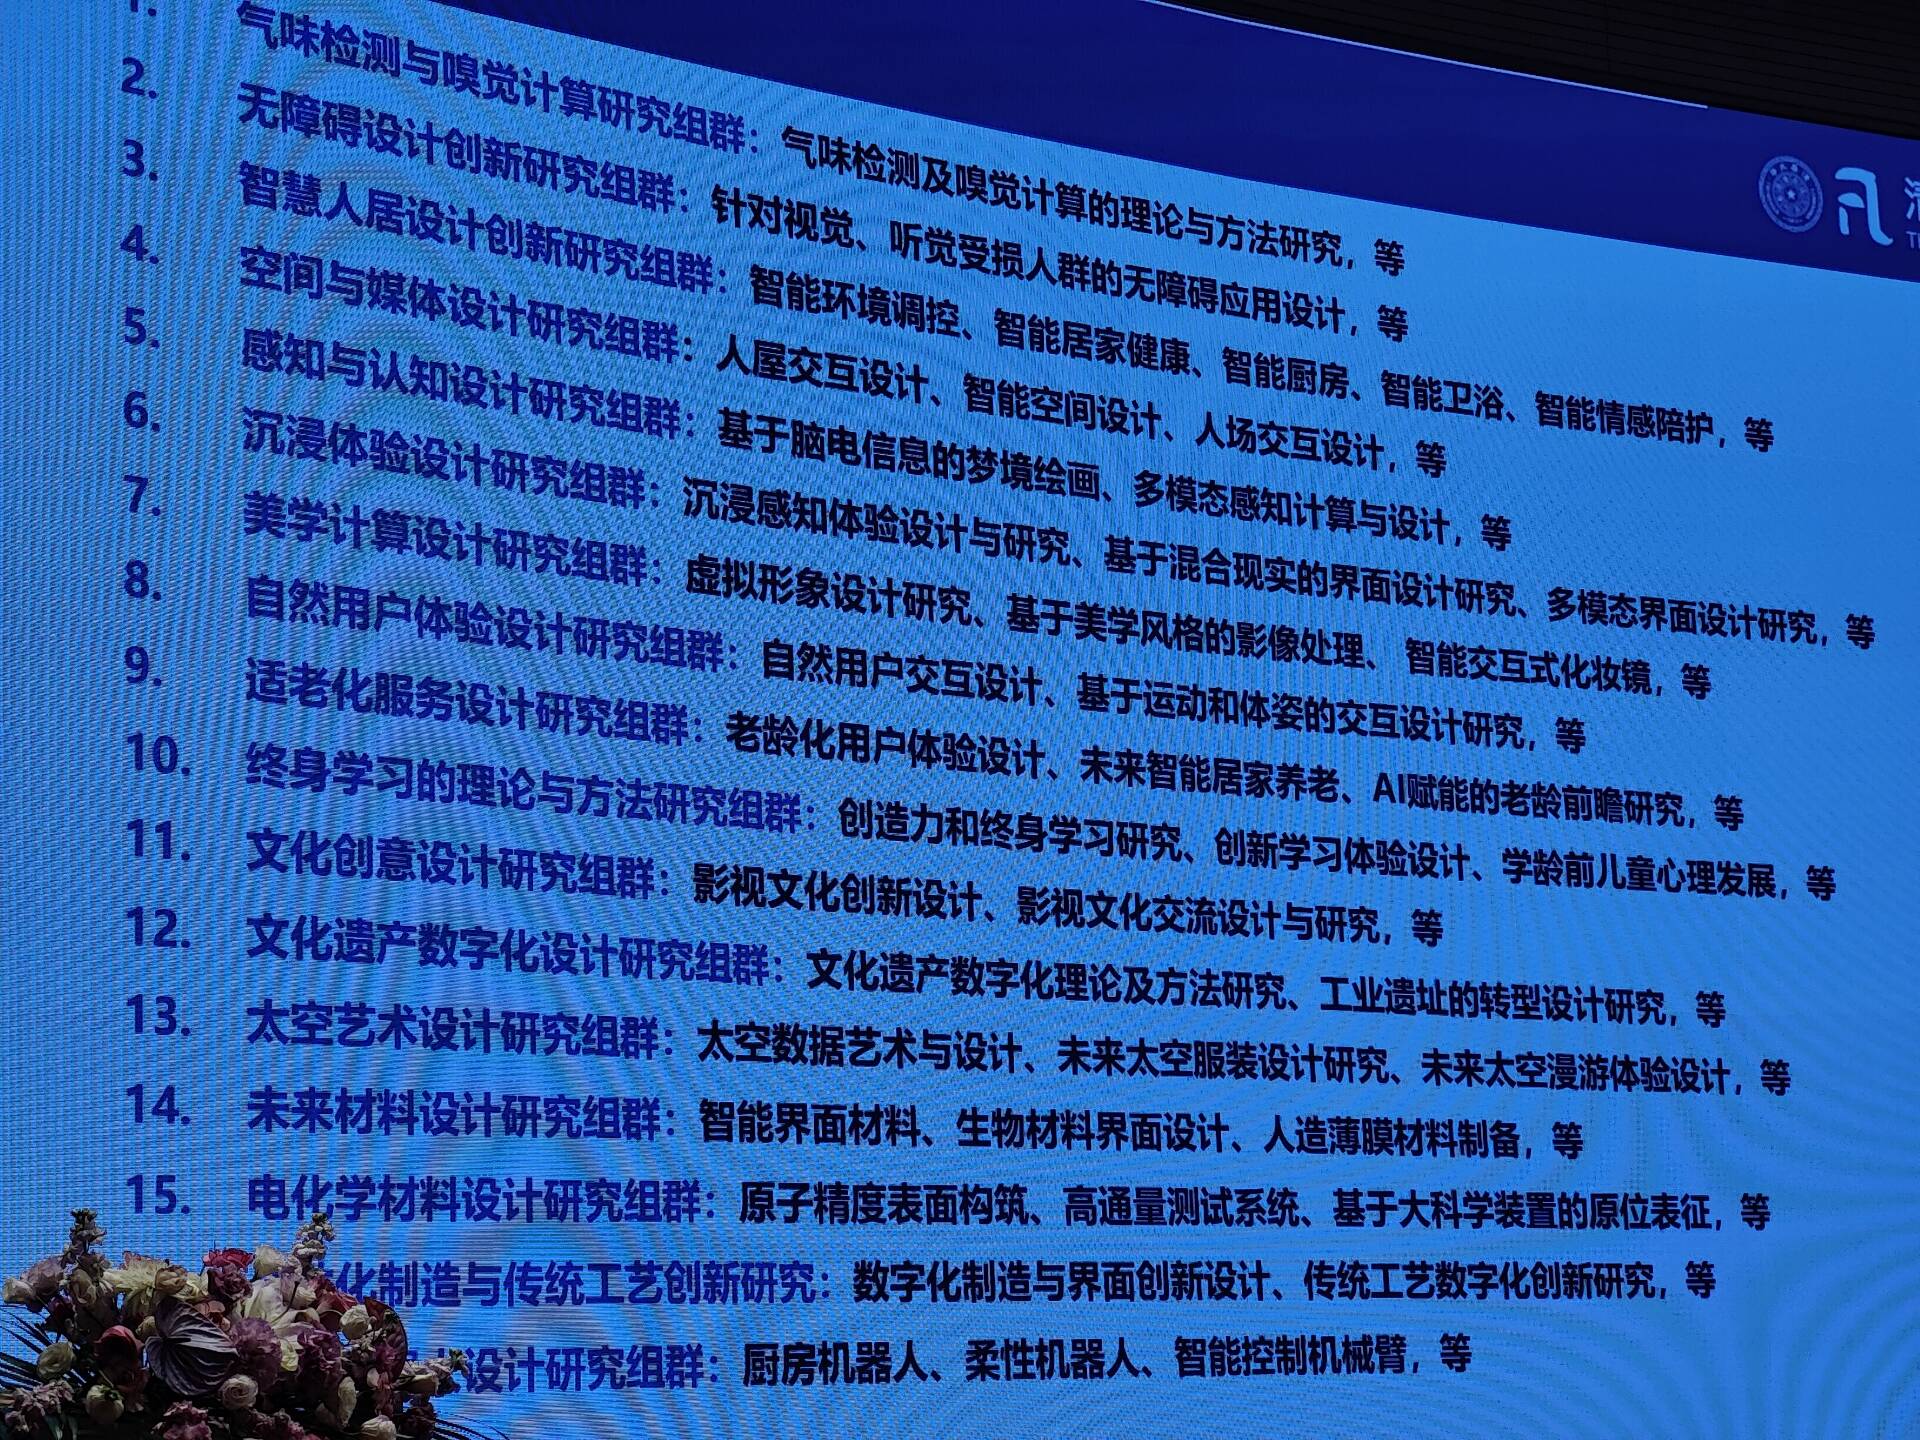 1. 气味检测与嗅觉计算研究组群：气味检测及嗅觉计算的理论与方法研究，等
2. 无障碍设计创新研究组群：针对视觉、听觉受损人群的无障碍应用设计，等
3. 智慧人居设计创新研究组群：智能环境调控、智能居家健康、智能厨房、智能卫浴、智能情感陪护，等
4. 空间与媒体设计研究组群：人屋交互设计、智能空间设计、人场交互设计，等
5. 感知与认知设计研究组群：基于脑电信息的梦境绘画、多模态感知计算与设计，等
6. 沉浸体验设计研究组群：沉浸感知体验设计与研究、基于混合现实的界面设计研究、多模态界面设计研究，等
7. 美学计算设计研究组群：虚拟形象设计研究、基于美学风格的影像处理、智能交互式化妆镜，等
8. 自然用户体验设计研究组群：自然用户交互设计、基于运动和体姿的交互设计研究，等
9. 适老化服务设计研究组群：老龄化用户体验设计、未来智能居家养老、AI赋能的老龄前瞻研究，等
10. 终身学习的理论与方法研究组群：创造力和终身学习研究、创新学习体验设计、学龄前儿童心理发展，等
11. 文化创意设计研究组群：影视文化创新设计、影视文化交流设计与研究，等
12. 文化遗产数字化设计研究组群：文化遗产数字化理论及方法研究、工业遗址的转型设计研究，等
13. 太空艺术设计研究组群：太空数据艺术与设计、未来太空服装设计研究、未来太空漫游体验设计，等
14. 未来材料设计研究组群：智能界面材料、生物材料界面设计、人造薄膜材料制备，等
15. 电化学材料设计研究组群：原子精度表面构筑、高通量测试系统、基于大科学装置的原位表征，等
化制造与传统工艺创新研究：数字化制造与界面创新设计、传统工艺数字化创新研究，等
设计研究组群：厨房机器人、柔性机器人、智能控制机械臂，等